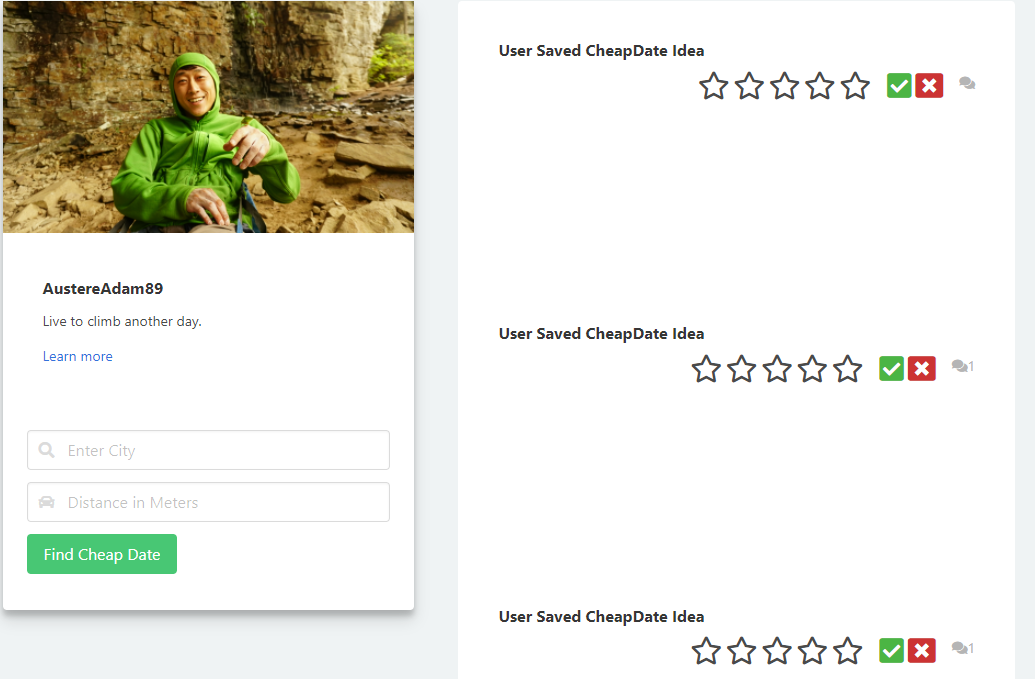 AustereAdam89
Live to climb another day.
Learn more
Enter City
Distance in Meters
Find Cheap Date
User Saved CheapDate Idea
User Saved CheapDate Idea
1
User Saved CheapDate Idea
1